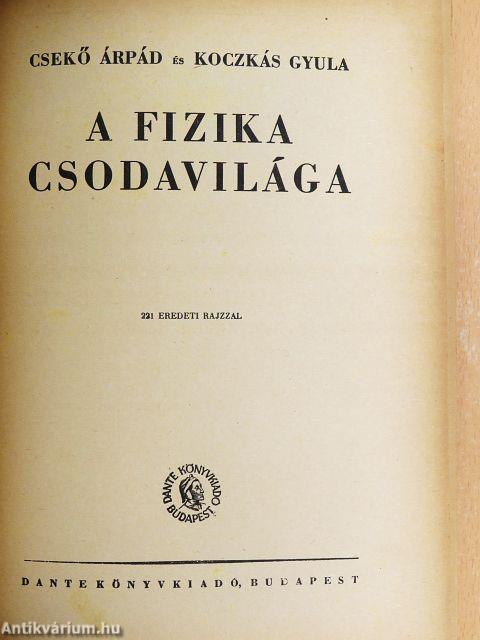 CSEKŐ ÁRPÁD ÉS KOCZKÁS GYULA
A FIZIKA
CSODAVILÁGA
221 EREDETI RAJZZAL
DANTE KÖNYVKIADÓ
BUDAPEST
DANTE KÖNYVKIADÓ, BUDAPEST
Antikvárium.hu